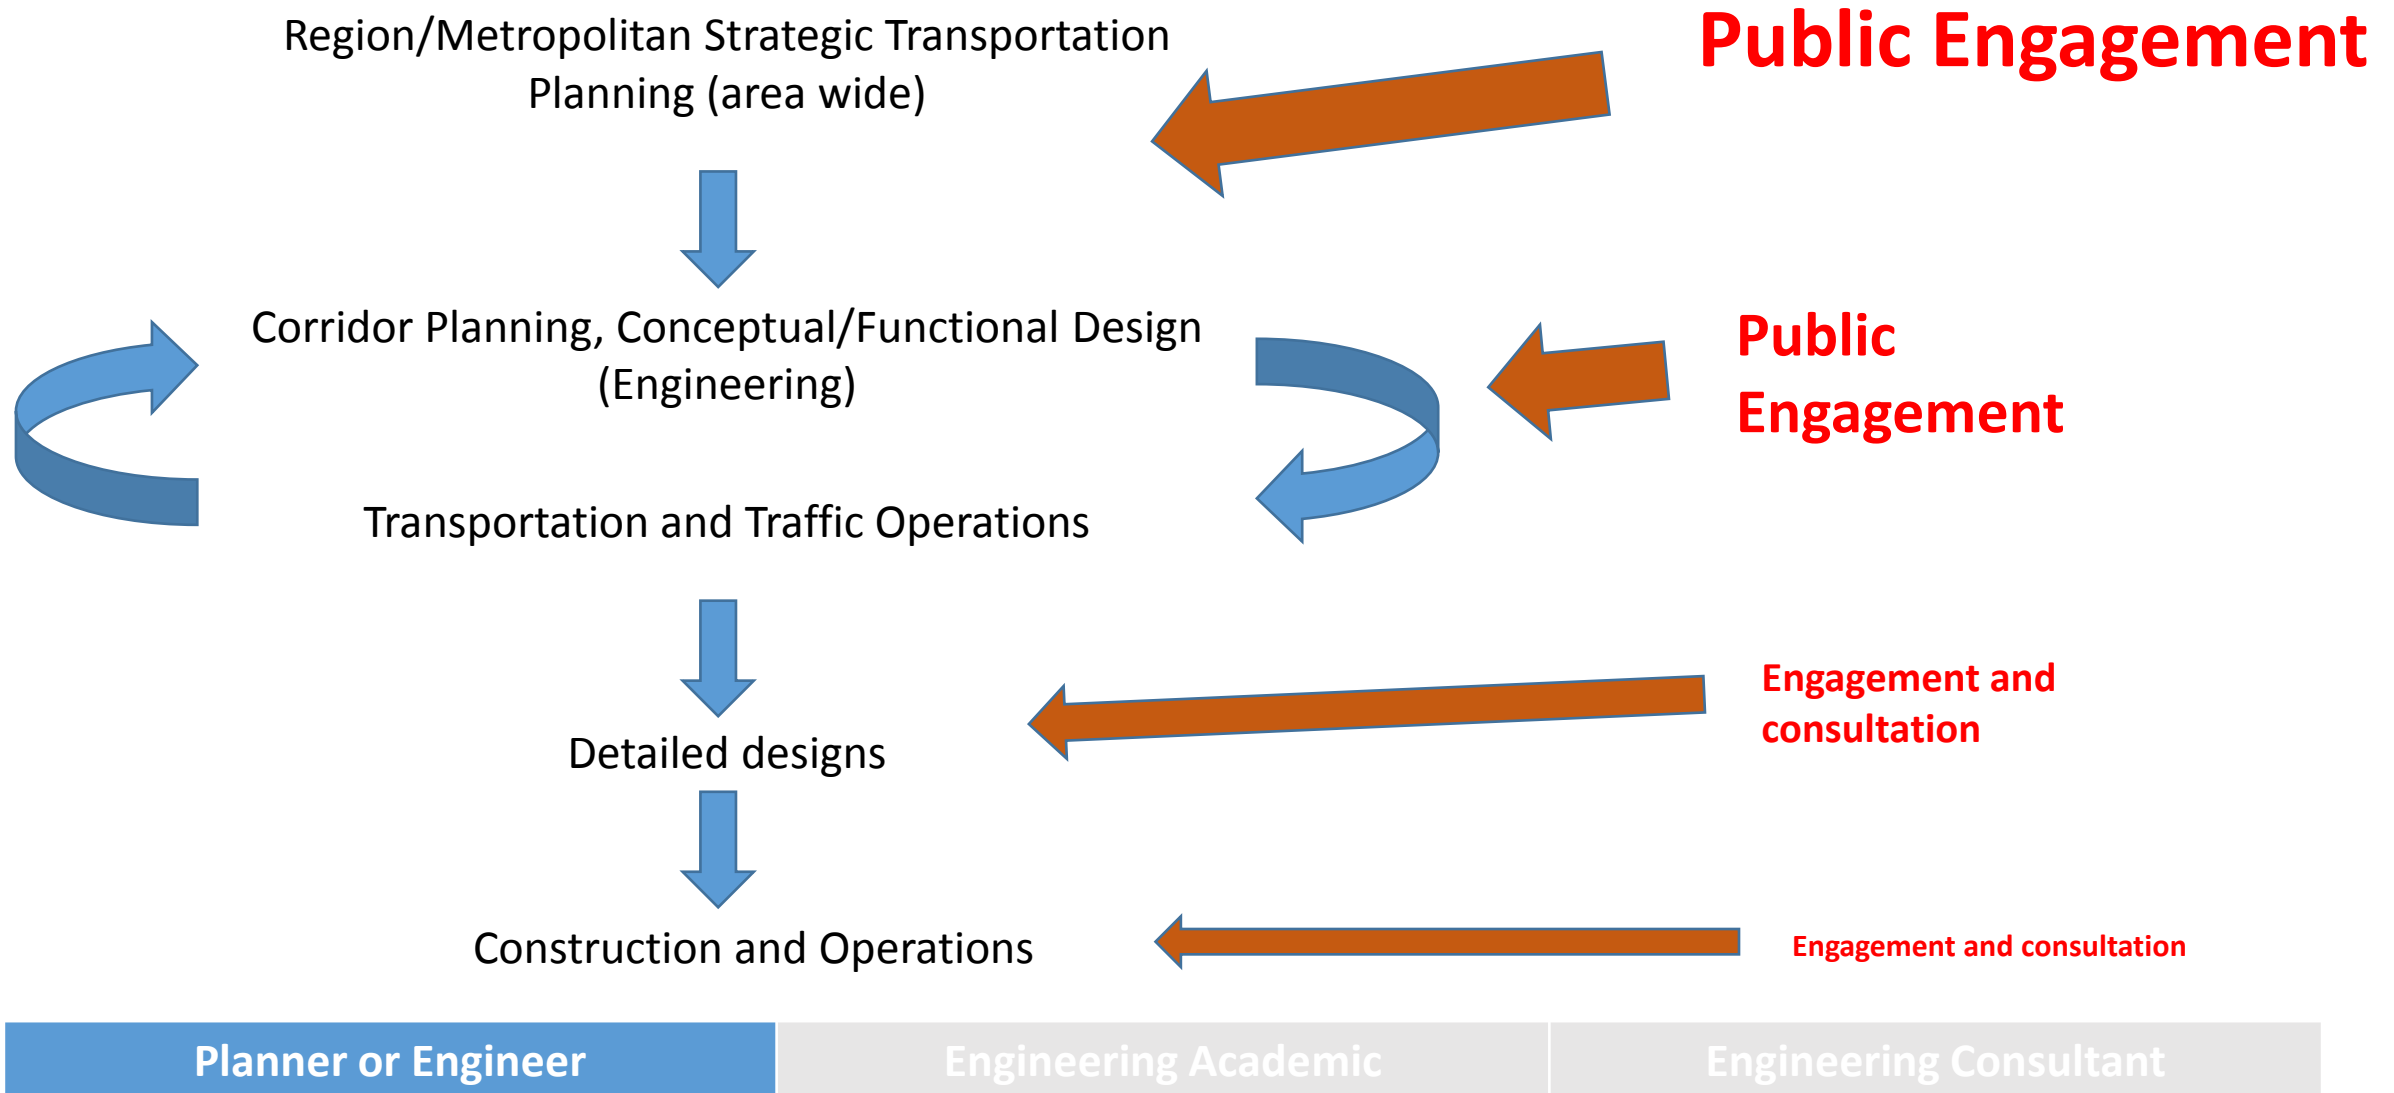 Region/Metropolitan Strategic Transportation
Planning (area wide)
Public Engagement
Corridor Planning, Conceptual/Functional Design
(Engineering)
Public
Engagement
Transportation and Traffic Operations
Engagement and
consultation
Detailed designs
Construction and Operations
Engagement and consultation
Planner or Engineer
Engineering Academic
Engineering Consultant